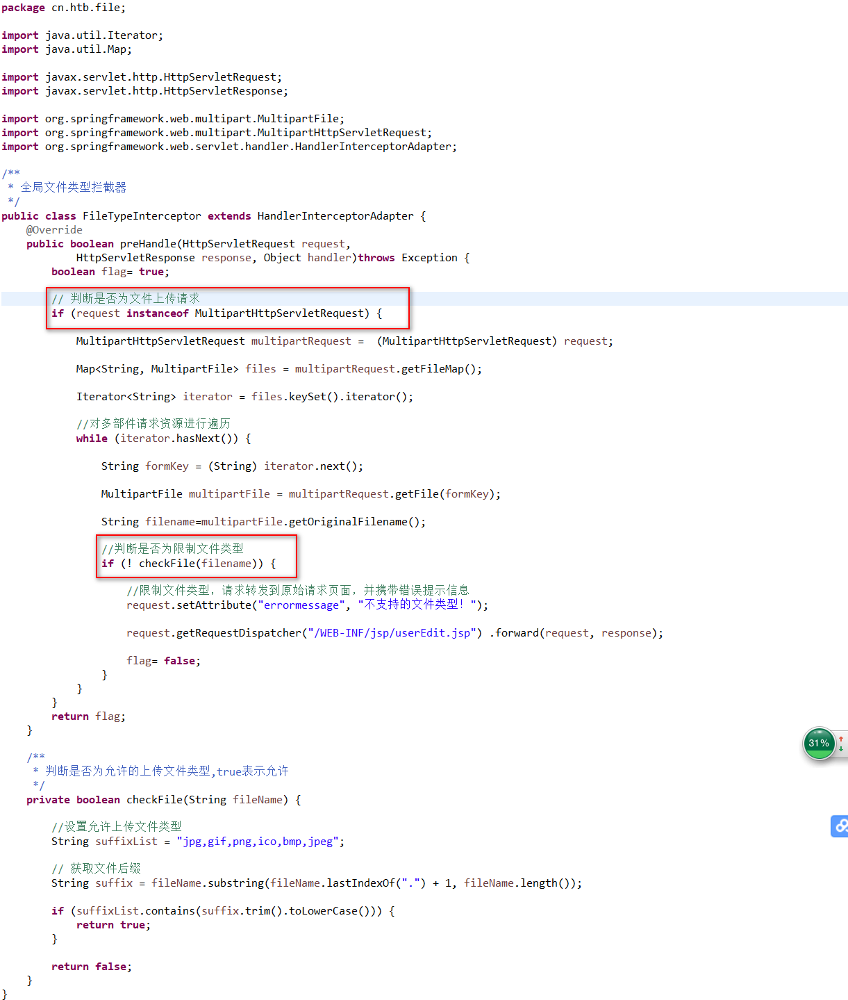 package cn.htb.file;
import java.util.Iterator;
import java.util.Map;
import javax.servlet.http.HttpServletRequest;
import javax.servlet.http.HttpServletResponse;
import org.springframework.web.multipart.MultipartFile;
import org.springframework.web.multipart.MultipartHttpServletRequest;
import org.springframework.web.servlet.handler.HandlerInterceptorAdapter;
/**
 * 全局文件类型拦截器
 */
public class FileTypeInterceptor extends HandlerInterceptorAdapter {
    @Override
    public boolean preHandle(HttpServletRequest request,
            HttpServletResponse response, Object handler)throws Exception {
        boolean flag= true;
        // 判断是否为文件上传请求
        if (request instanceof MultipartHttpServletRequest) {
            MultipartHttpServletRequest multipartRequest =  (MultipartHttpServletRequest) request;
            Map<String, MultipartFile> files = multipartRequest.getFileMap();
            Iterator<String> iterator = files.keySet().iterator();
            //对多部件请求资源进行遍历
            while (iterator.hasNext()) {
                String formKey = (String) iterator.next();
                MultipartFile multipartFile = multipartRequest.getFile(formKey);
                String filename=multipartFile.getOriginalFilename();
                //判断是否为限制文件类型
                if (! checkFile(filename)) {
                    //限制文件类型，请求转发到原始请求页面，并携带错误提示信息
                    request.setAttribute("errormessage", "不支持的文件类型！");
                    request.getRequestDispatcher("/WEB-INF/jsp/userEdit.jsp") .forward(request, response);
                    flag= false;
                }
            }
        }
        return flag;
    }
    /**
     * 判断是否为允许的上传文件类型,true表示允许
     */
    private boolean checkFile(String fileName) {
        //设置允许上传文件类型
        String suffixList = "jpg,gif,png,ico,bmp,jpeg";
        // 获取文件后缀
        String suffix = fileName.substring(fileName.lastIndexOf(".") + 1, fileName.length());
        if (suffixList.contains(suffix.trim().toLowerCase())) {
            return true;
        }
        return false;
    }
}
31%